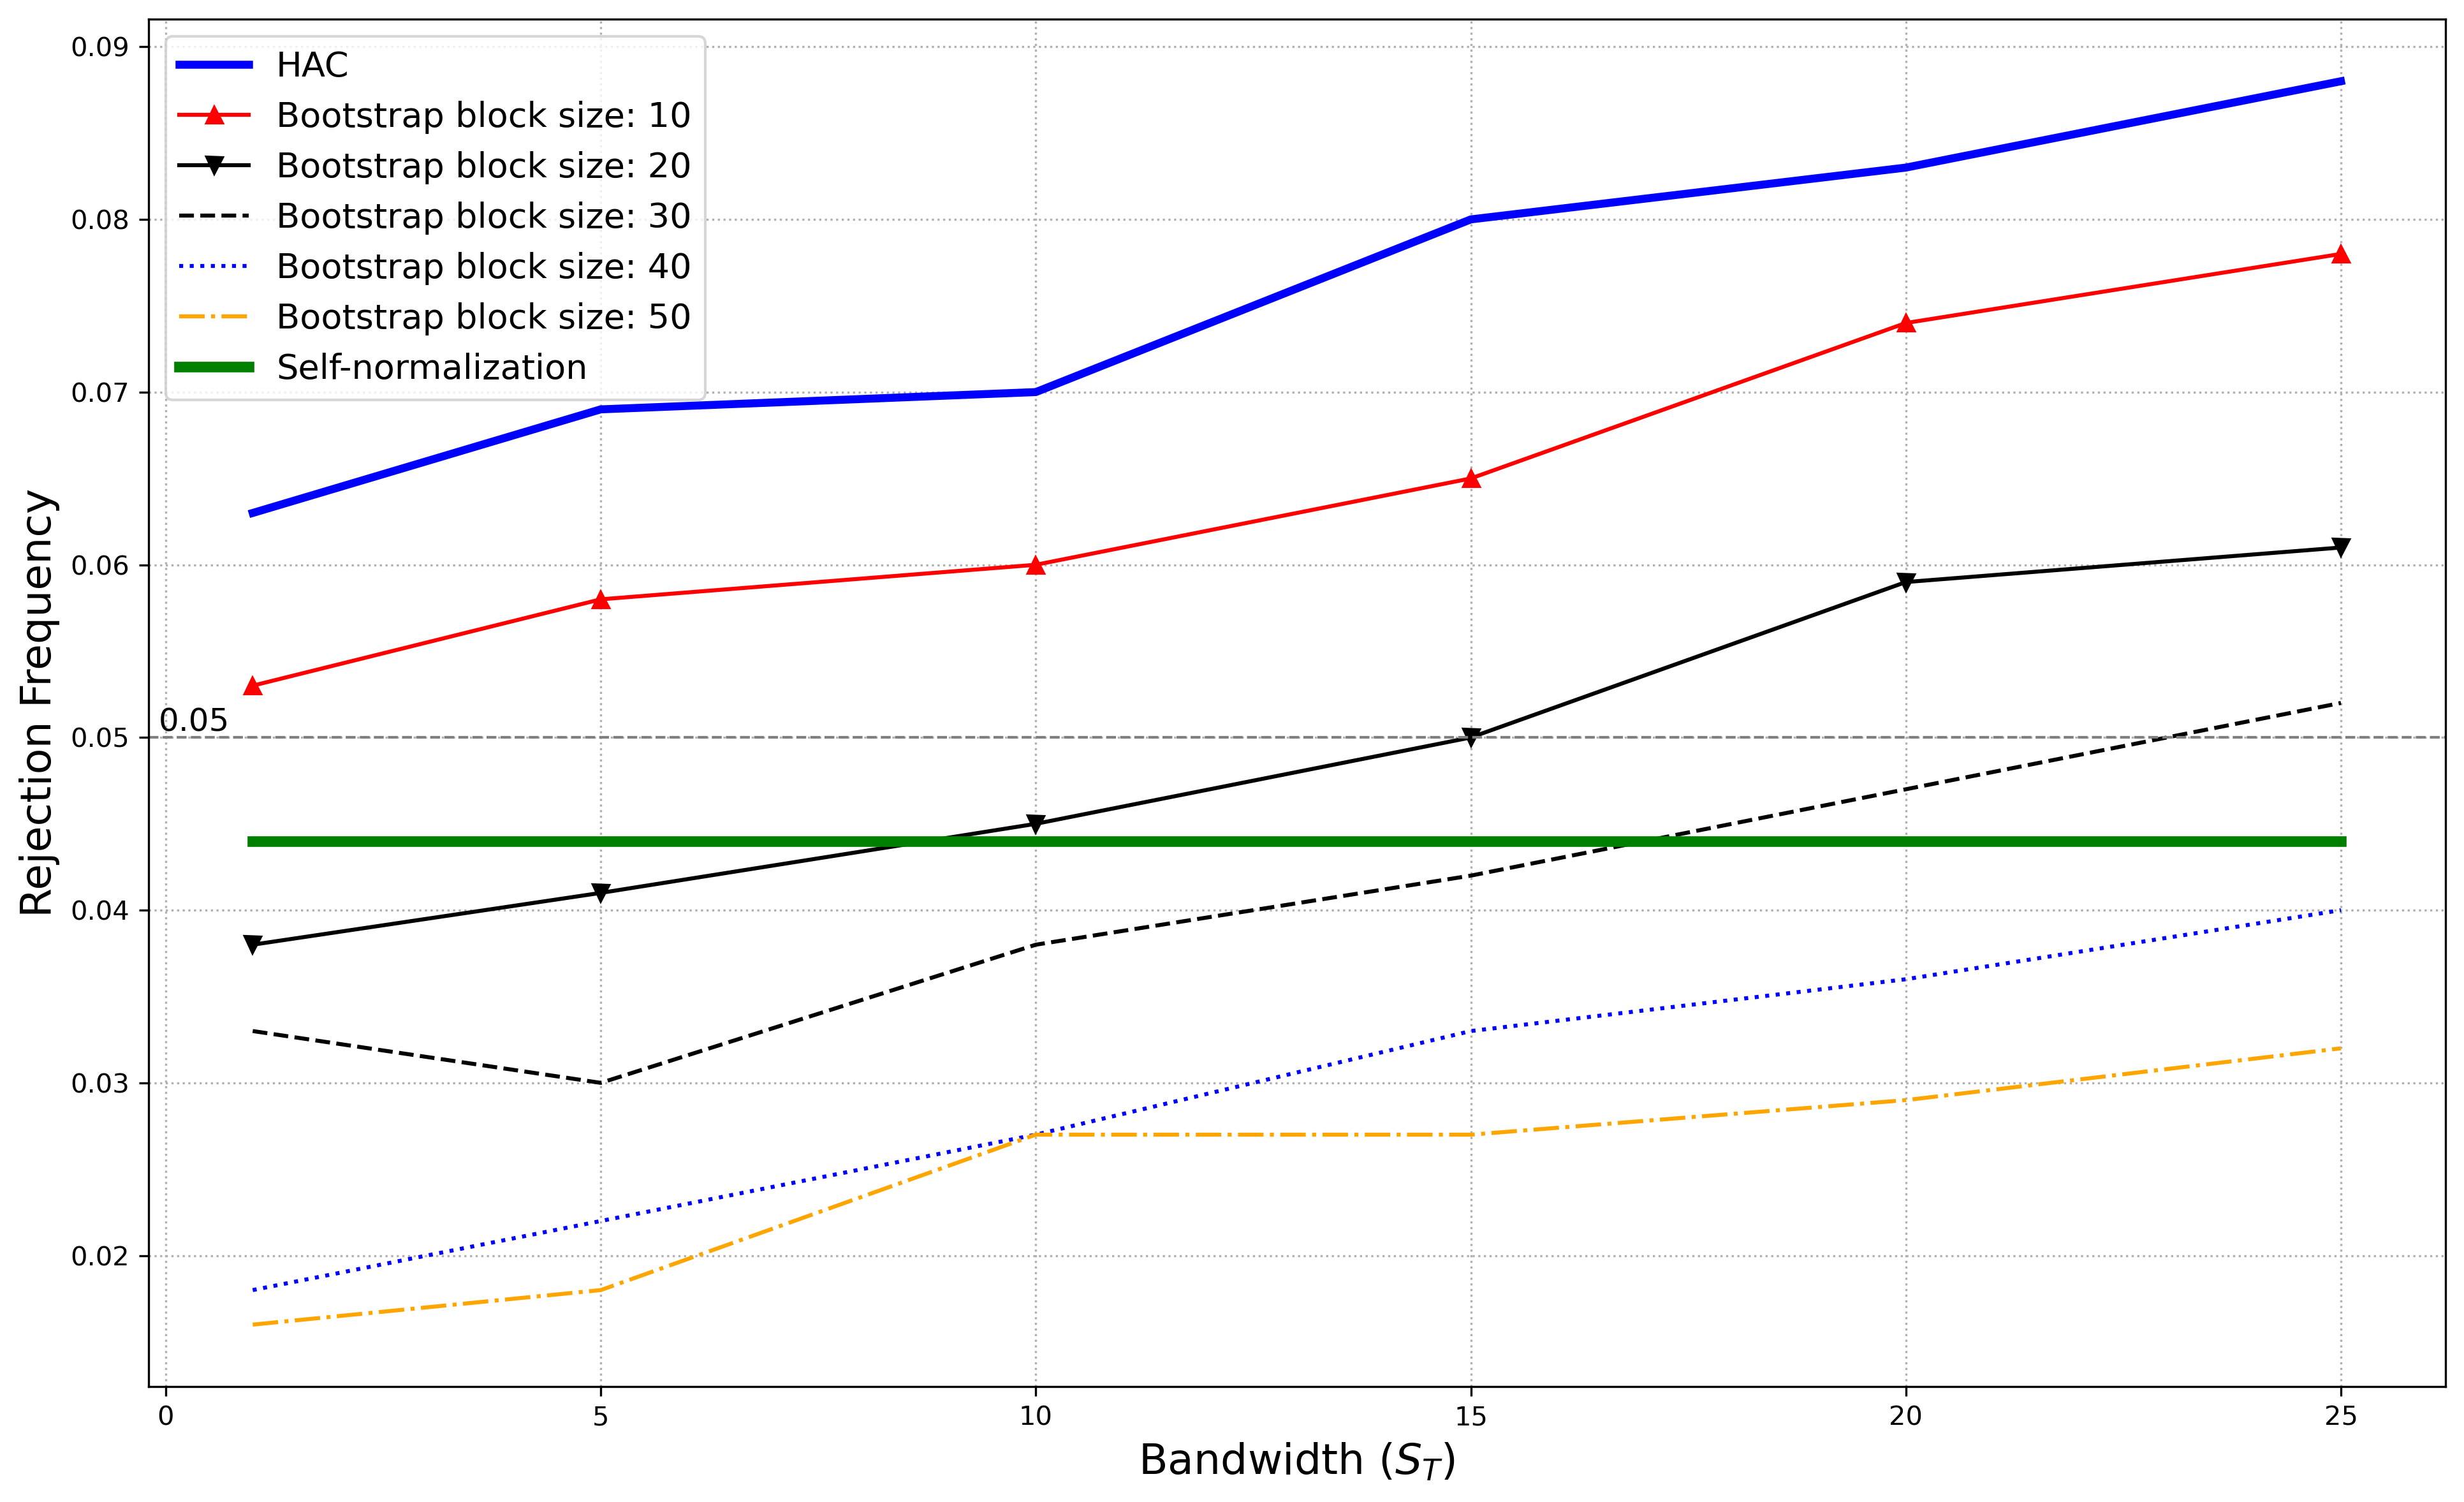 HAC
Bootstrap block size: 10
Bootstrap block size: 20
Bootstrap block size: 30
Bootstrap block size: 40
Bootstrap block size: 50
Self-normalization
0.09
0.08
0.07
0.06
0.05
0.05
0.04
0.03
0.02
Rejection Frequency
0 5 10 15 20 25
Bandwidth (S_T)